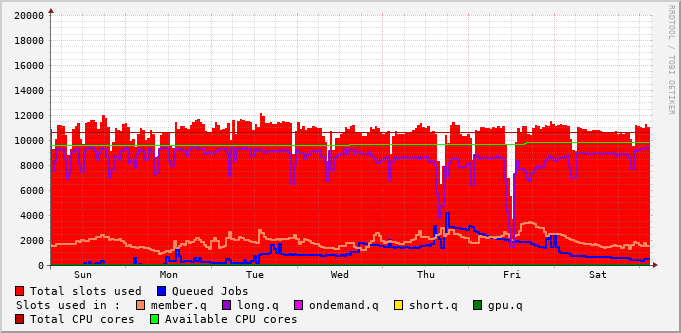 20000
18000
16000
14000
12000
10000
8000
6000
4000
2000
0
Sun Mon Tue Wed Thu Fri Sat
RRDTOOL / TOBI OETIKER
Total slots used Queued Jobs
Slots used in : member.q long.q ondemand.q short.q gpu.q
Total CPU cores Available CPU cores